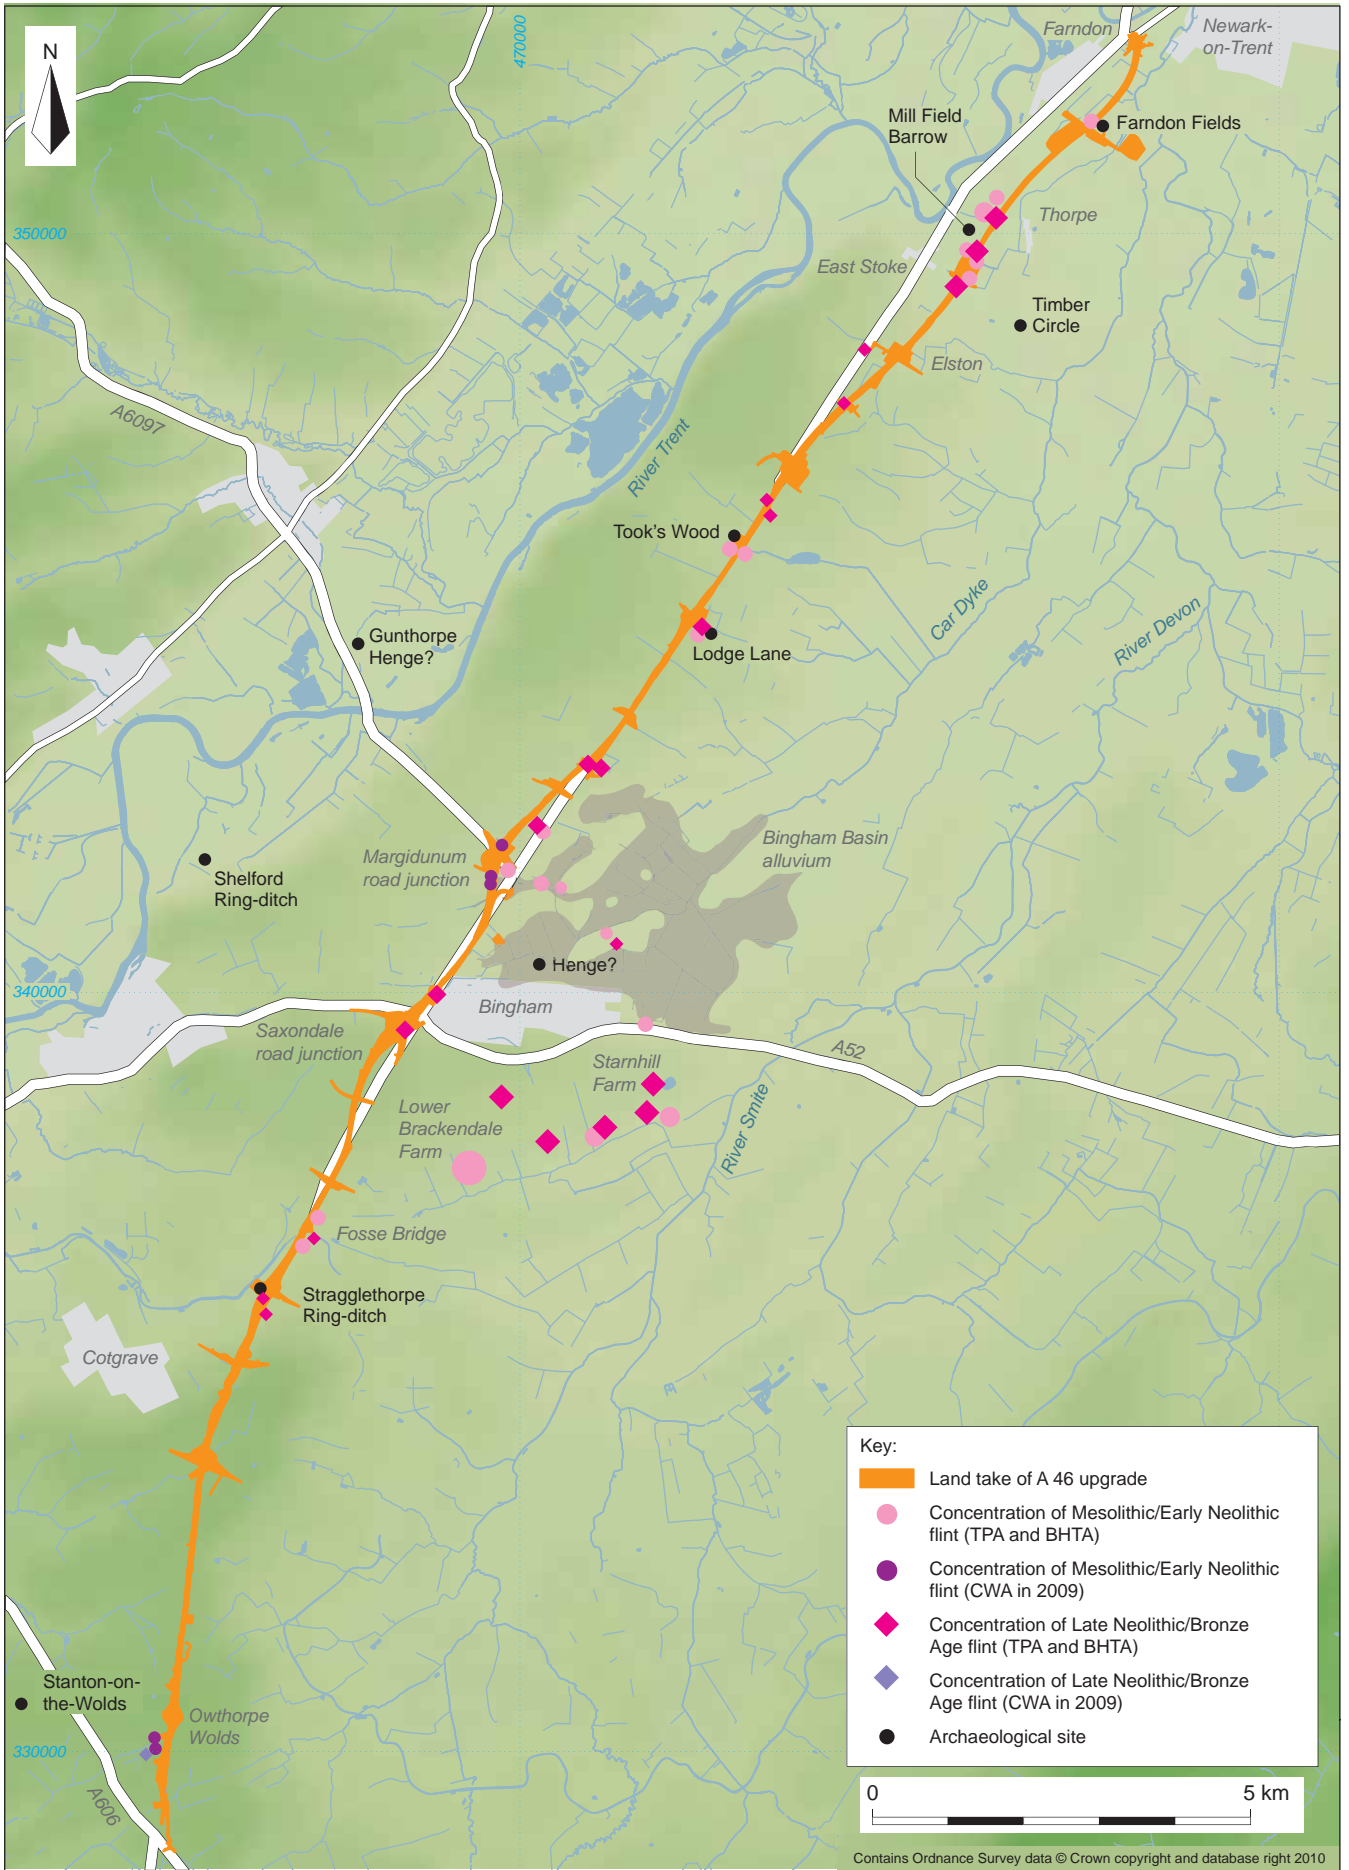 N
470000
Farndon
Newark-
on-Trent
Mill Field
Barrow
Farndon Fields
350000
Thorpe
East Stoke
Timber
Circle
Elston
A6097
River Trent
Took's Wood
Car Dyke
River Devon
Gunthorpe
Henge?
Lodge Lane
Bingham Basin
alluvium
Margidunum
road junction
Shelford
Ring-ditch
Henge?
340000
Bingham
Saxondale
road junction
A52
Starnhill
Farm
Lower
Brackendale
Farm
River Smite
Fosse Bridge
Stragglethorpe
Ring-ditch
Cotgrave
Stanton-on-
the-Wolds
Owthorpe
Wolds
330000
A606
Key:
Land take of A 46 upgrade
Concentration of Mesolithic/Early Neolithic
flint (TPA and BHTA)
Concentration of Mesolithic/Early Neolithic
flint (CWA in 2009)
Concentration of Late Neolithic/Bronze
Age flint (TPA and BHTA)
Concentration of Late Neolithic/Bronze
Age flint (CWA in 2009)
Archaeological site
0 5 km
Contains Ordnance Survey data © Crown copyright and database right 2010